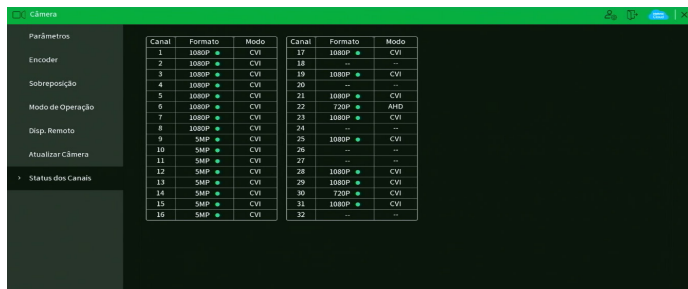 Câmera
Parâmetros
Encoder
Sobreposição
Modo de Operação
Disp. Remoto
Atualizar Câmera
> Status dos Canais
Canal Formato Modo
1 1080P CVI
2 1080P CVI
3 1080P CVI
4 1080P CVI
5 1080P CVI
6 1080P CVI
7 1080P CVI
8 1080P CVI
9 5MP CVI
10 5MP CVI
11 5MP CVI
12 5MP CVI
13 5MP CVI
14 5MP CVI
15 5MP CVI
16 5MP CVI
Canal Formato Modo
17 1080P CVI
18 -- --
19 1080P CVI
20 -- --
21 1080P CVI
22 720P AHD
23 1080P CVI
24 -- --
25 1080P CVI
26 -- --
27 -- --
28 1080P CVI
29 1080P CVI
30 720P CVI
31 1080P CVI
32 -- --